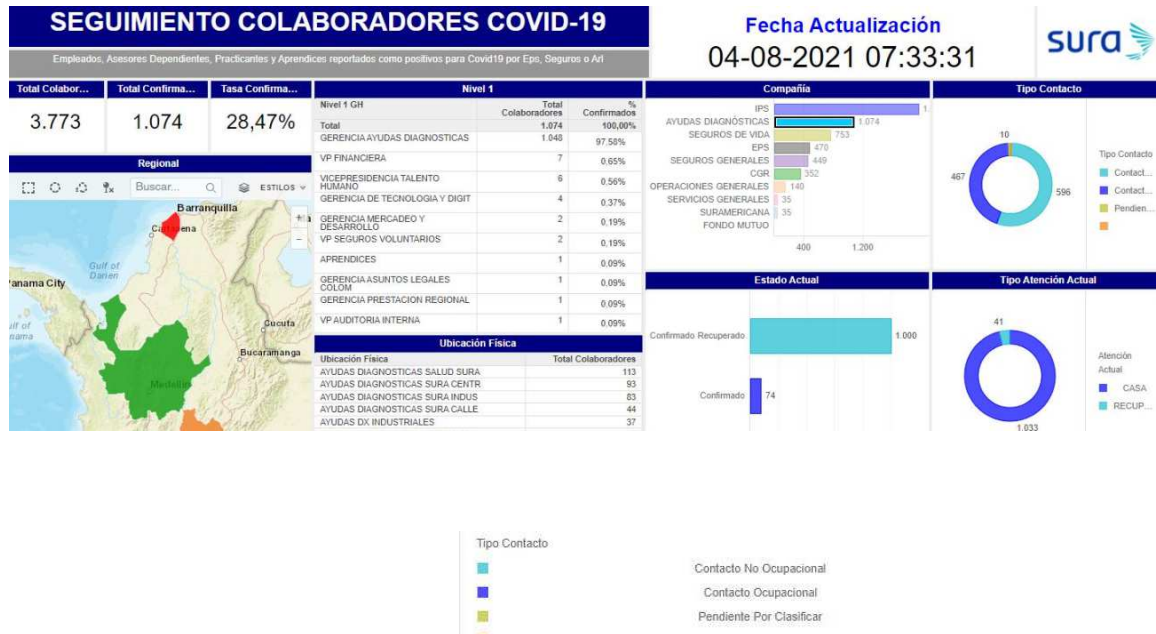 SEGUIMIENTO COLABORADORES COVID-19
Empleados, Asesores Dependientes, Practicantes y Aprendices reportados como positivos para Covid19 por Eps, Seguros o Arl
Fecha Actualización
04-08-2021 07:33:31
sura
Total Colabor...
3.773
Total Confirma...
1.074
Tasa Confirma...
28,47%
Regional
Buscar...
ESTILOS
Barranquilla
Gulf of
Darien
Panama City
Cucuta
Bucaramanga
Medellin
Nivel 1
Nivel 1 GH Total Colaboradores % Confirmados
Total 1.074 100,00%
GERENCIA AYUDAS DIAGNOSTICAS 1.048 97,58%
VP FINANCIERA 7 0,65%
VICEPRESIDENCIA TALENTO HUMANO 6 0,56%
GERENCIA DE TECNOLOGIA Y DIGIT 4 0,37%
GERENCIA MERCADEO Y DESARROLLO 2 0,19%
VP SEGUROS VOLUNTARIOS 2 0,19%
APRENDICES 1 0,09%
GERENCIA ASUNTOS LEGALES COLOM 1 0,09%
GERENCIA PRESTACION REGIONAL 1 0,09%
VP AUDITORIA INTERNA 1 0,09%
Ubicación Física
Ubicación Física Total Colaboradores
AYUDAS DIAGNOSTICAS SALUD SURA 113
AYUDAS DIAGNOSTICAS SURA CENTR 93
AYUDAS DIAGNOSTICAS SURA INDUS 83
AYUDAS DIAGNOSTICAS SURA CALLE 44
AYUDAS DX INDUSTRIALES 37
Compañía
IPS 1.
AYUDAS DIAGNÓSTICAS 1.074
SEGUROS DE VIDA 753
EPS 470
SEGUROS GENERALES 449
CGR 352
OPERACIONES GENERALES 140
SERVICIOS GENERALES 35
SURAMERICANA 35
FONDO MUTUO
400 1.200
Tipo Contacto
10
467
596
Tipo Contacto
Contact...
Contact...
Pendien...
Estado Actual
Confirmado Recuperado 1.000
Confirmado 74
Tipo Atención Actual
41
1.033
Atención
Actual
CASA
RECUP...
Tipo Contacto
Contacto No Ocupacional
Contacto Ocupacional
Pendiente Por Clasificar